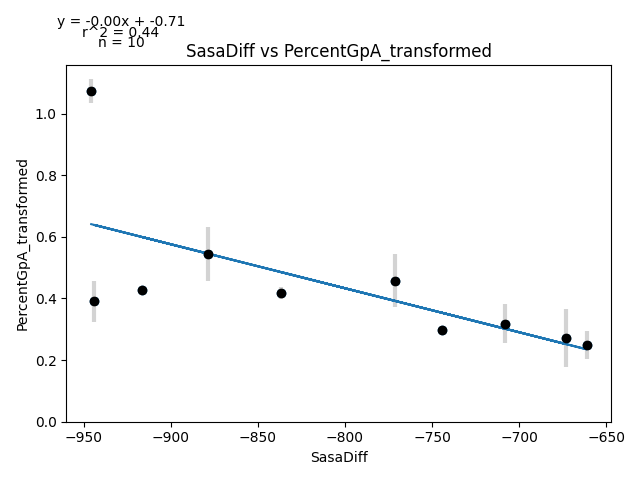 y = -0.00x + -0.71
r^2 = 0.44
n = 10
SasaDiff vs PercentGpA_transformed
PercentGpA_transformed
1.0
0.8
0.6
0.4
0.2
0.0
−950
−900
−850
−800
−750
−700
−650
SasaDiff